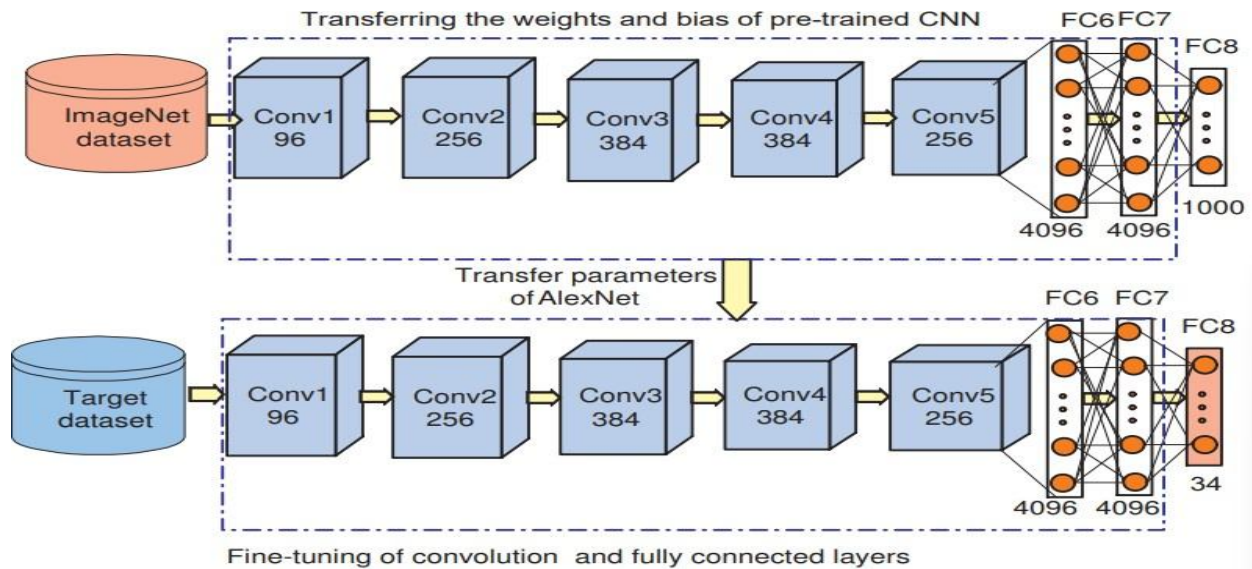 Transferring the weights and bias of pre-trained CNN
FC6 FC7
FC8
ImageNet
dataset
Conv1
96
Conv2
256
Conv3
384
Conv4
384
Conv5
256
4096
4096
1000
Transfer parameters
of AlexNet
FC6 FC7
FC8
Target
dataset
Conv1
96
Conv2
256
Conv3
384
Conv4
384
Conv5
256
4096
4096
34
Fine-tuning of convolution and fully connected layers